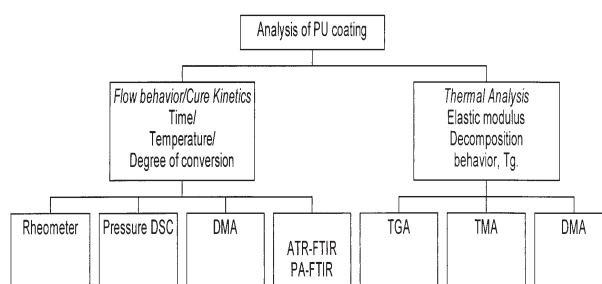 Analysis of PU coating
Flow behavior/Cure Kinetics
Time/
Temperature/
Degree of conversion
Thermal Analysis
Elastic modulus
Decomposition
behavior, Tg.
Rheometer
Pressure DSC
DMA
ATR-FTIR
PA-FTIR
TGA
TMA
DMA